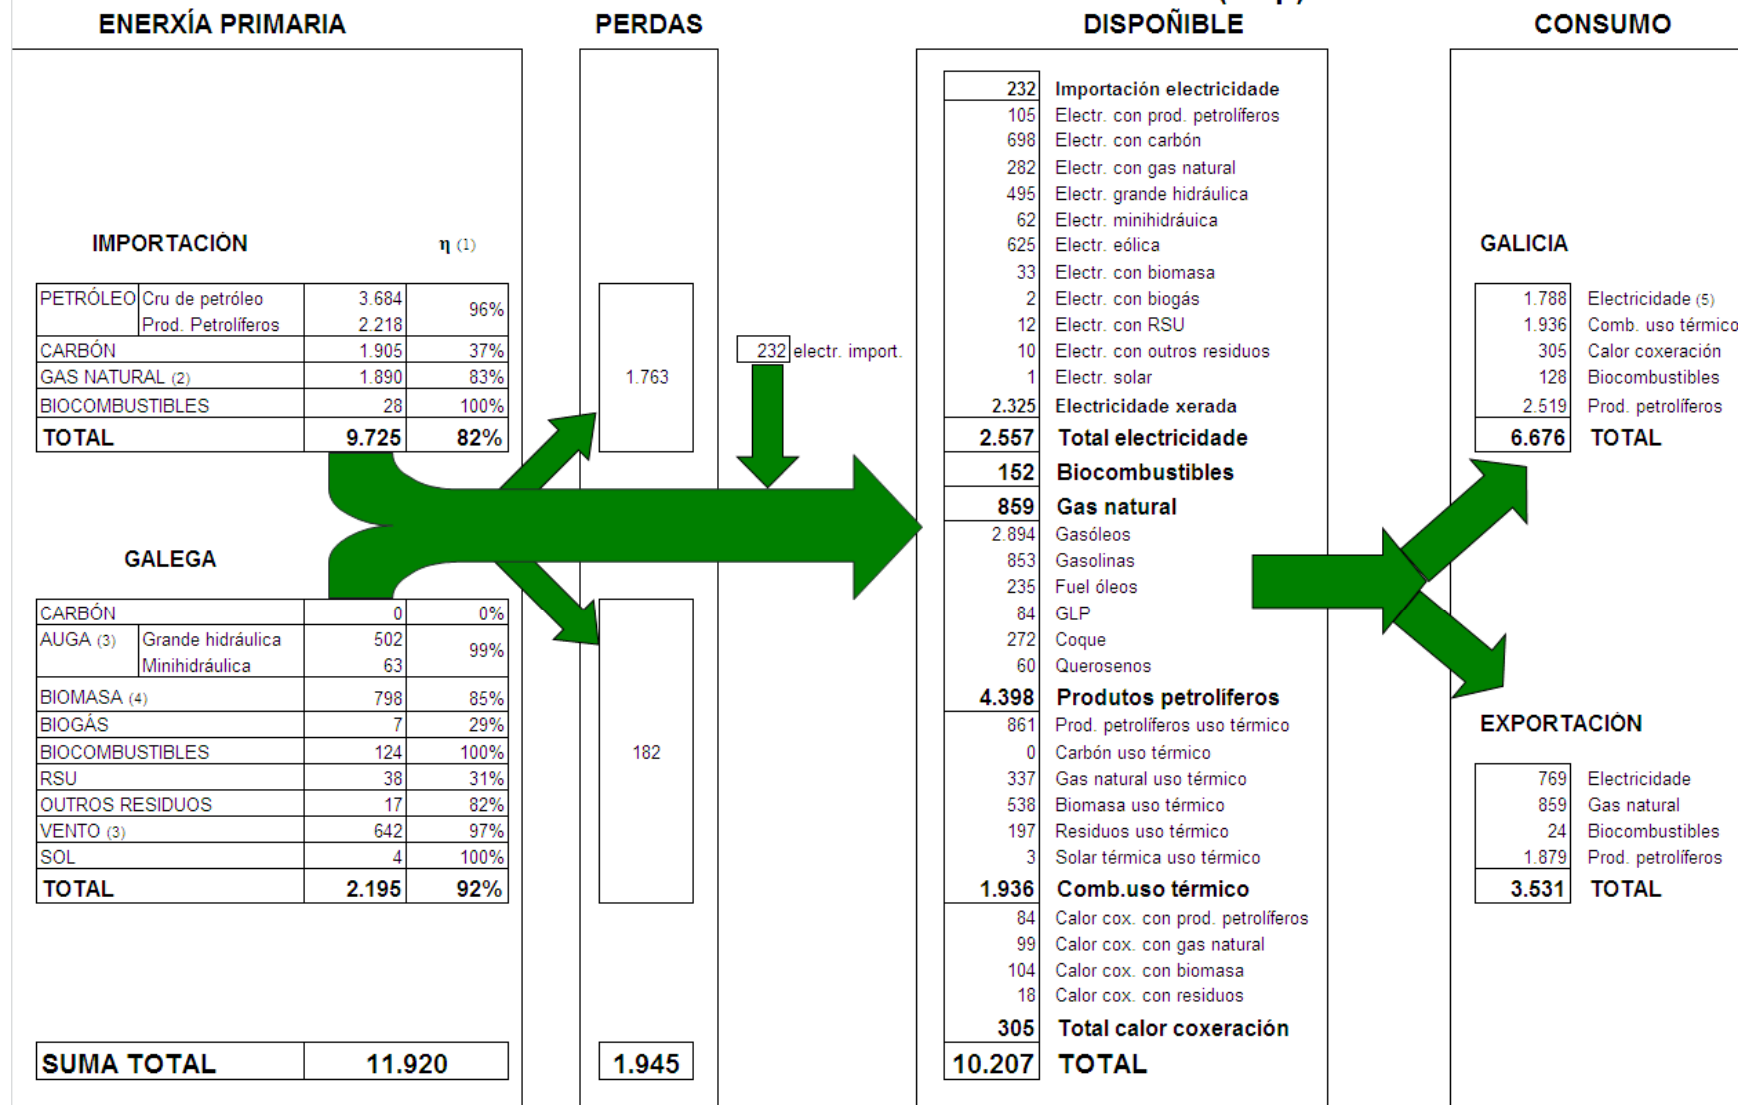 ENERXÍA PRIMARIA
PERDAS
DISPOÑIBLE
CONSUMO
IMPORTACIÓN η (1)
PETRÓLEO Cru de petróleo 3.684 96%
Prod. Petrolíferos 2.218
CARBÓN 1.905 37%
GAS NATURAL (2) 1.890 83%
BIOCOMBUSTIBLES 28 100%
TOTAL 9.725 82%
GALEGA
CARBÓN 0 0%
AUGA (3) Grande hidráulica 502 99%
Minihidráulica 63
BIOMASA (4) 798 85%
BIOGÁS 7 29%
BIOCOMBUSTIBLES 124 100%
RSU 38 31%
OUTROS RESIDUOS 17 82%
VENTO (3) 642 97%
SOL 4 100%
TOTAL 2.195 92%
SUMA TOTAL 11.920
1.763
182
1.945
232 electr. import.
232 Importación electricidade
105 Electr. con prod. petrolíferos
698 Electr. con carbón
282 Electr. con gas natural
495 Electr. grande hidráulica
62 Electr. minihidráuica
625 Electr. eólica
33 Electr. con biomasa
2 Electr. con biogás
12 Electr. con RSU
10 Electr. con outros residuos
1 Electr. solar
2.325 Electricidade xerada
2.557 Total electricidade
152 Biocombustibles
859 Gas natural
2.894 Gasóleos
853 Gasolinas
235 Fuel óleos
84 GLP
272 Coque
60 Querosenos
4.398 Produtos petrolíferos
861 Prod. petrolíferos uso térmico
0 Carbón uso térmico
337 Gas natural uso térmico
538 Biomasa uso térmico
197 Residuos uso térmico
3 Solar térmica uso térmico
1.936 Comb.uso térmico
84 Calor cox. con prod. petrolíferos
99 Calor cox. con gas natural
104 Calor cox. con biomasa
18 Calor cox. con residuos
305 Total calor coxeración
10.207 TOTAL
GALICIA
1.788 Electricidade (5)
1.936 Comb. uso térmico
305 Calor coxeración
128 Biocombustibles
2.519 Prod. petrolíferos
6.676 TOTAL
EXPORTACIÓN
769 Electricidade
859 Gas natural
24 Biocombustibles
1.879 Prod. petrolíferos
3.531 TOTAL